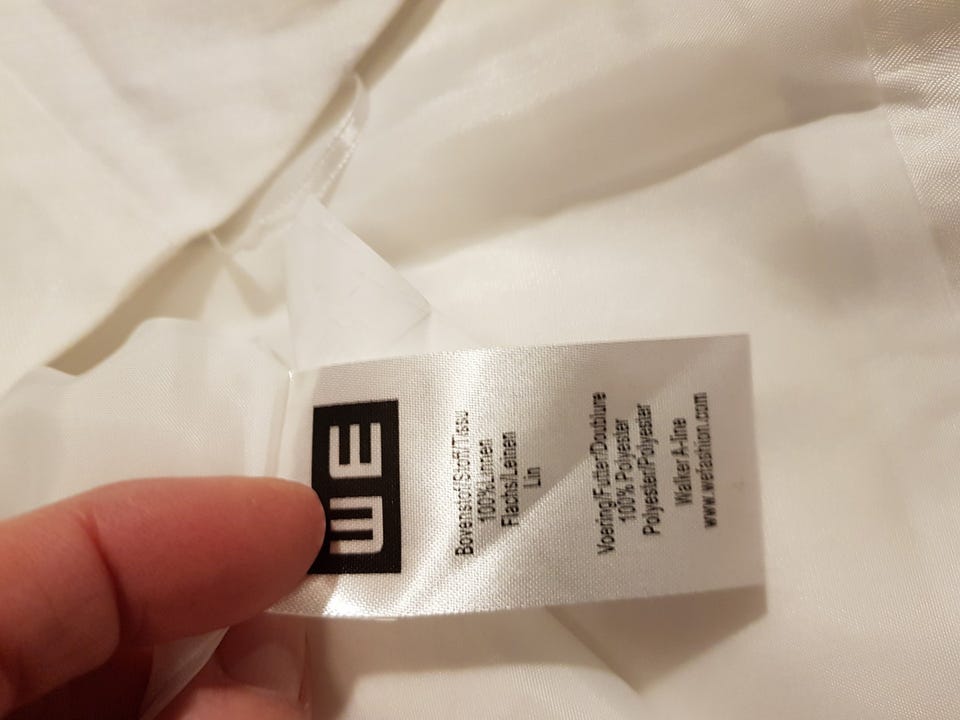 WE
Bovenstof/Stoff/Tissu
100%Linnen
Flachs/Leinen
Lin
Voering/Futter/Doublure
100% Polyester
Polyester/Polyester
Walker A-line
www.wefashion.com